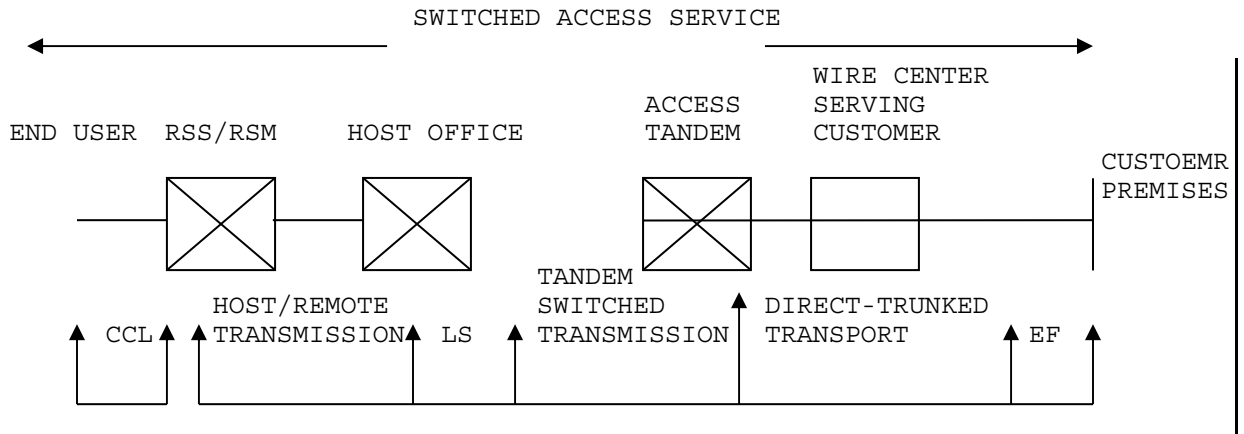 SWITCHED ACCESS SERVICE
WIRE CENTER
ACCESS SERVING
END USER RSS/RSM HOST OFFICE TANDEM CUSTOMER
CUSTOEMR
PREMISES
TANDEM
HOST/REMOTE SWITCHED DIRECT-TRUNKED
CCL TRANSMISSION LS TRANSMISSION TRANSPORT EF